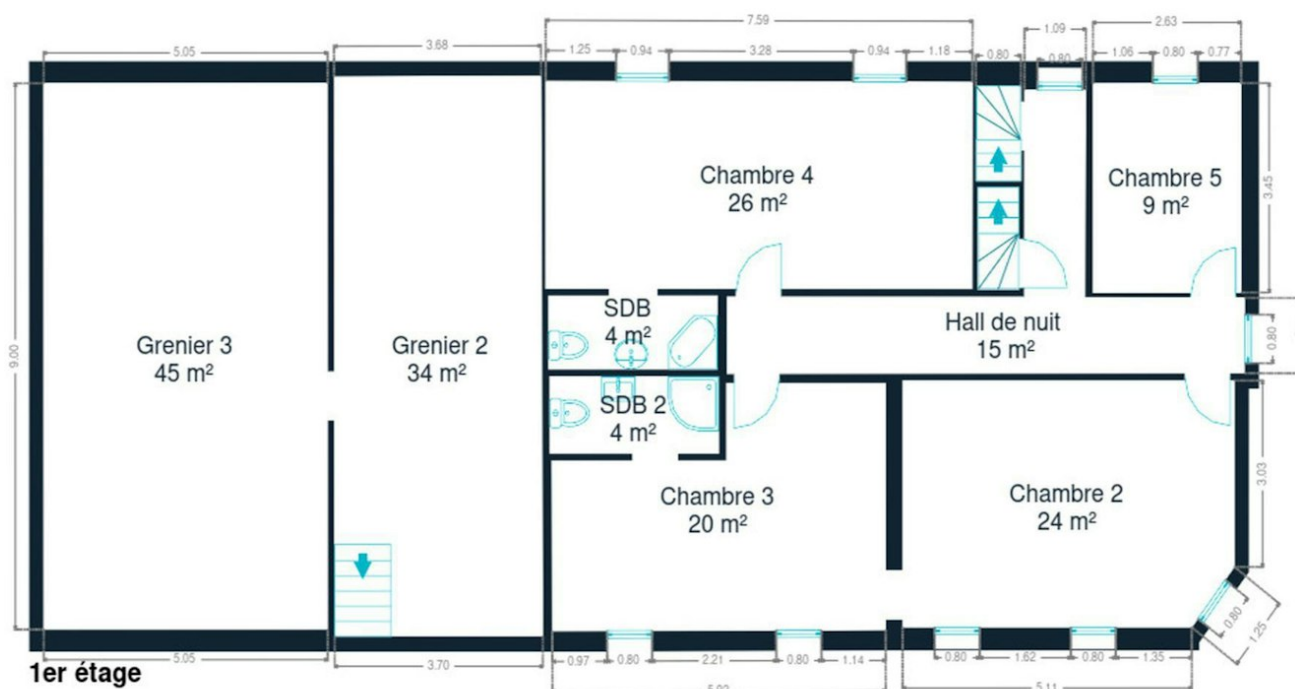 7.59
1.09
2.63
5.05
3.68
1.25
0.94
3.28
0.94
1.18
0.80
0.80
1.06
0.80
0.77
Chambre 4
26 m²
Chambre 5
9 m²
3.45
9.00
SDB
4 m²
Hall de nuit
15 m²
0.80
Grenier 3
45 m²
Grenier 2
34 m²
SDB 2
4 m²
Chambre 3
20 m²
Chambre 2
24 m²
3.03
0.80
1.25
5.05
3.70
0.97
0.80
2.21
0.80
1.14
0.80
1.62
0.80
1.35
5.11
1er étage